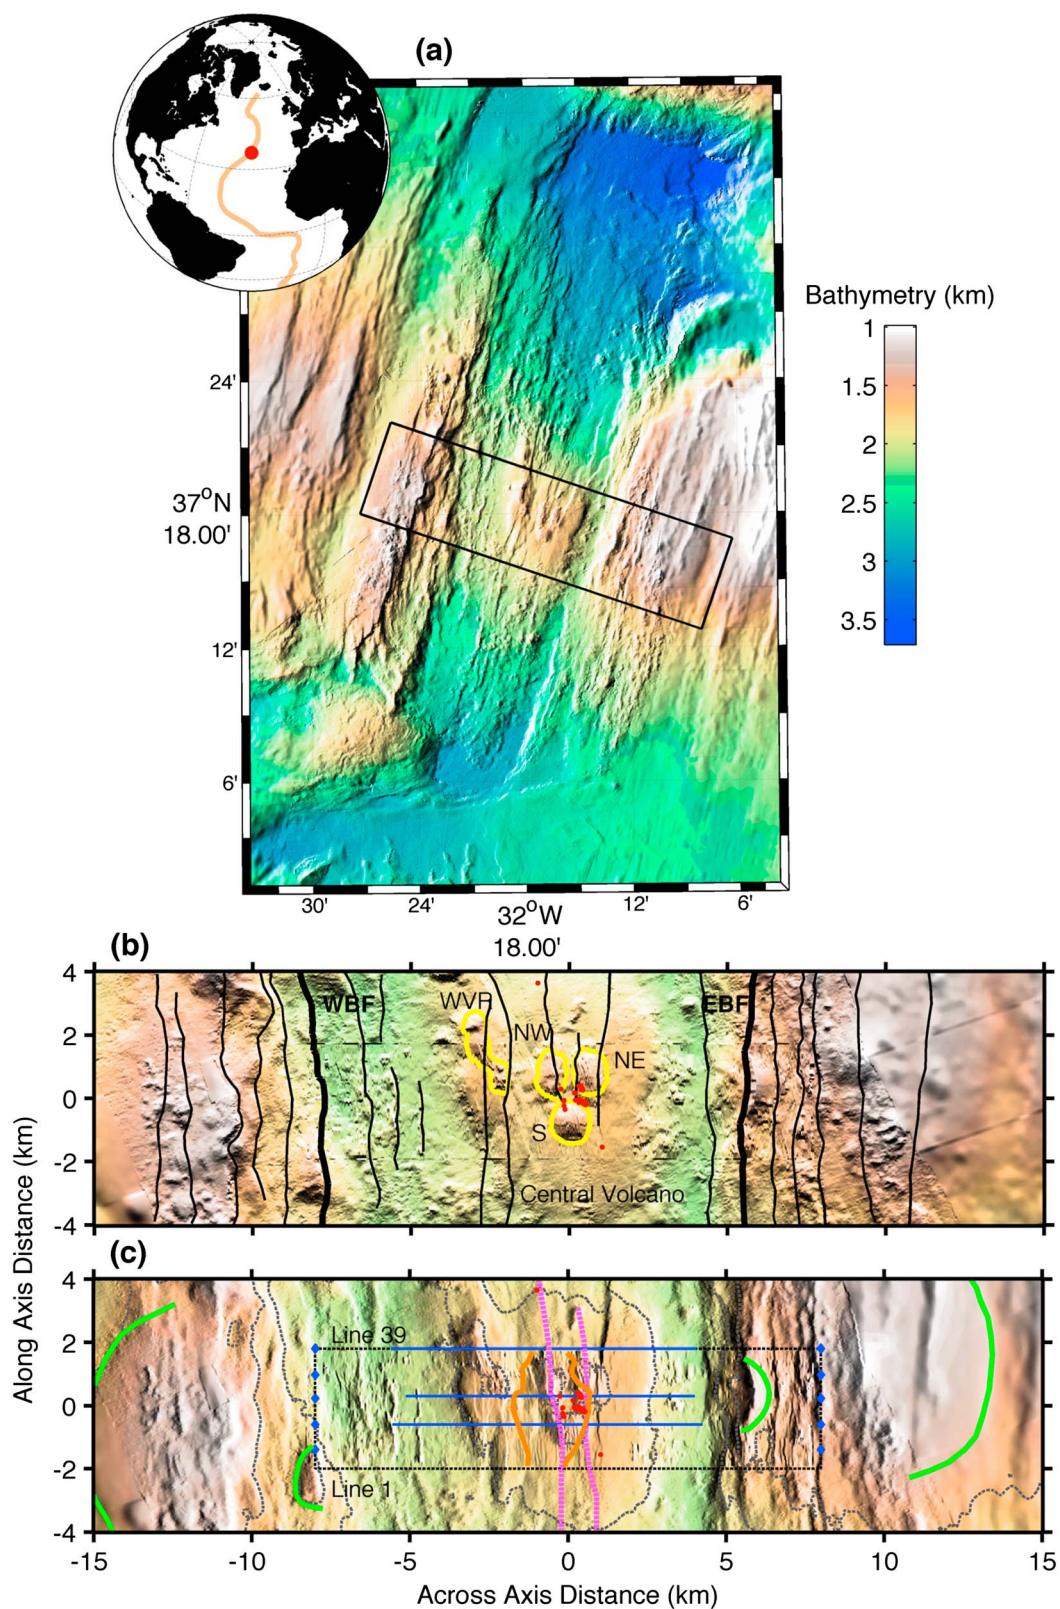 (a)
Bathymetry (km)
1
1.5
2
2.5
3
3.5
24'
37°N
18.00'
12'
6'
30'
24'
32°W
18.00'
12'
6'
(b)
4
2
0
-2
-4
WBF
WVR
NW
NE
S
EBF
Central Volcano
(c)
4
2
0
-2
-4
Line 39
Line 1
Along Axis Distance (km)
-15
-10
-5
0
5
10
15
Across Axis Distance (km)